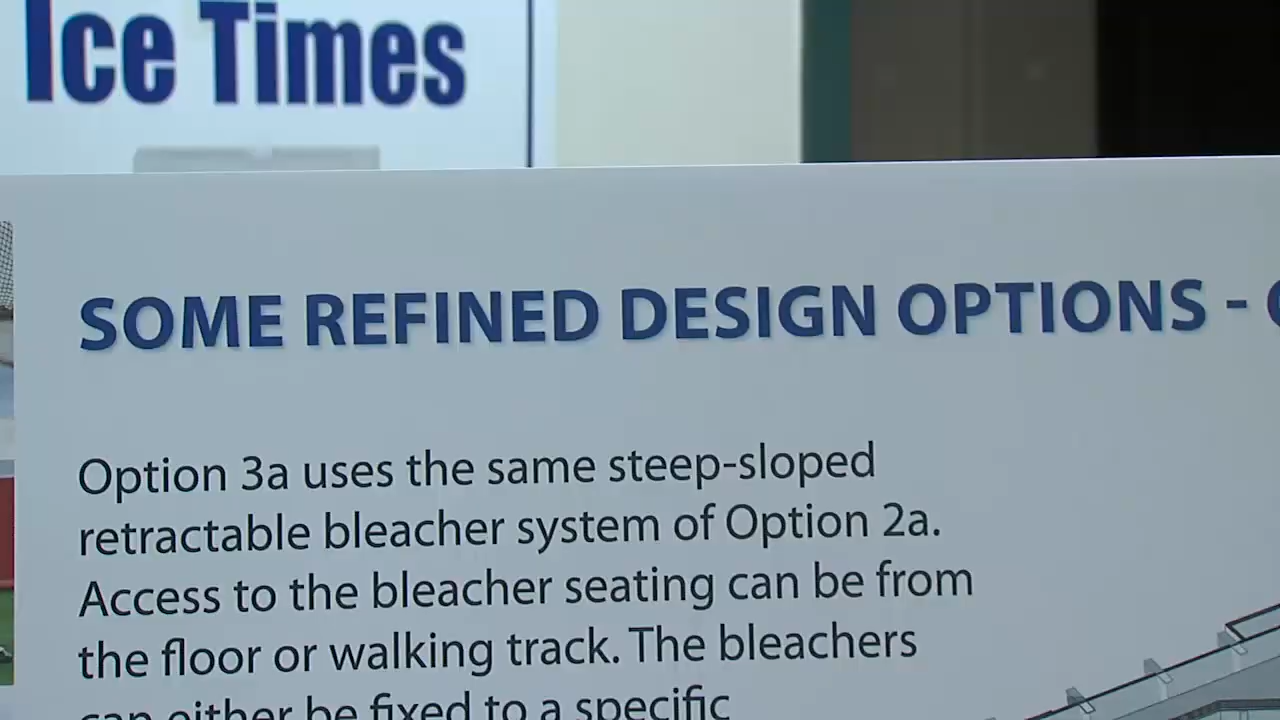 Ice Times
SOME REFINED DESIGN OPTIONS -
Option 3a uses the same steep-sloped
retractable bleacher system of Option 2a.
Access to the bleacher seating can be from
the floor or walking track. The bleachers
can either be fixed to a specific